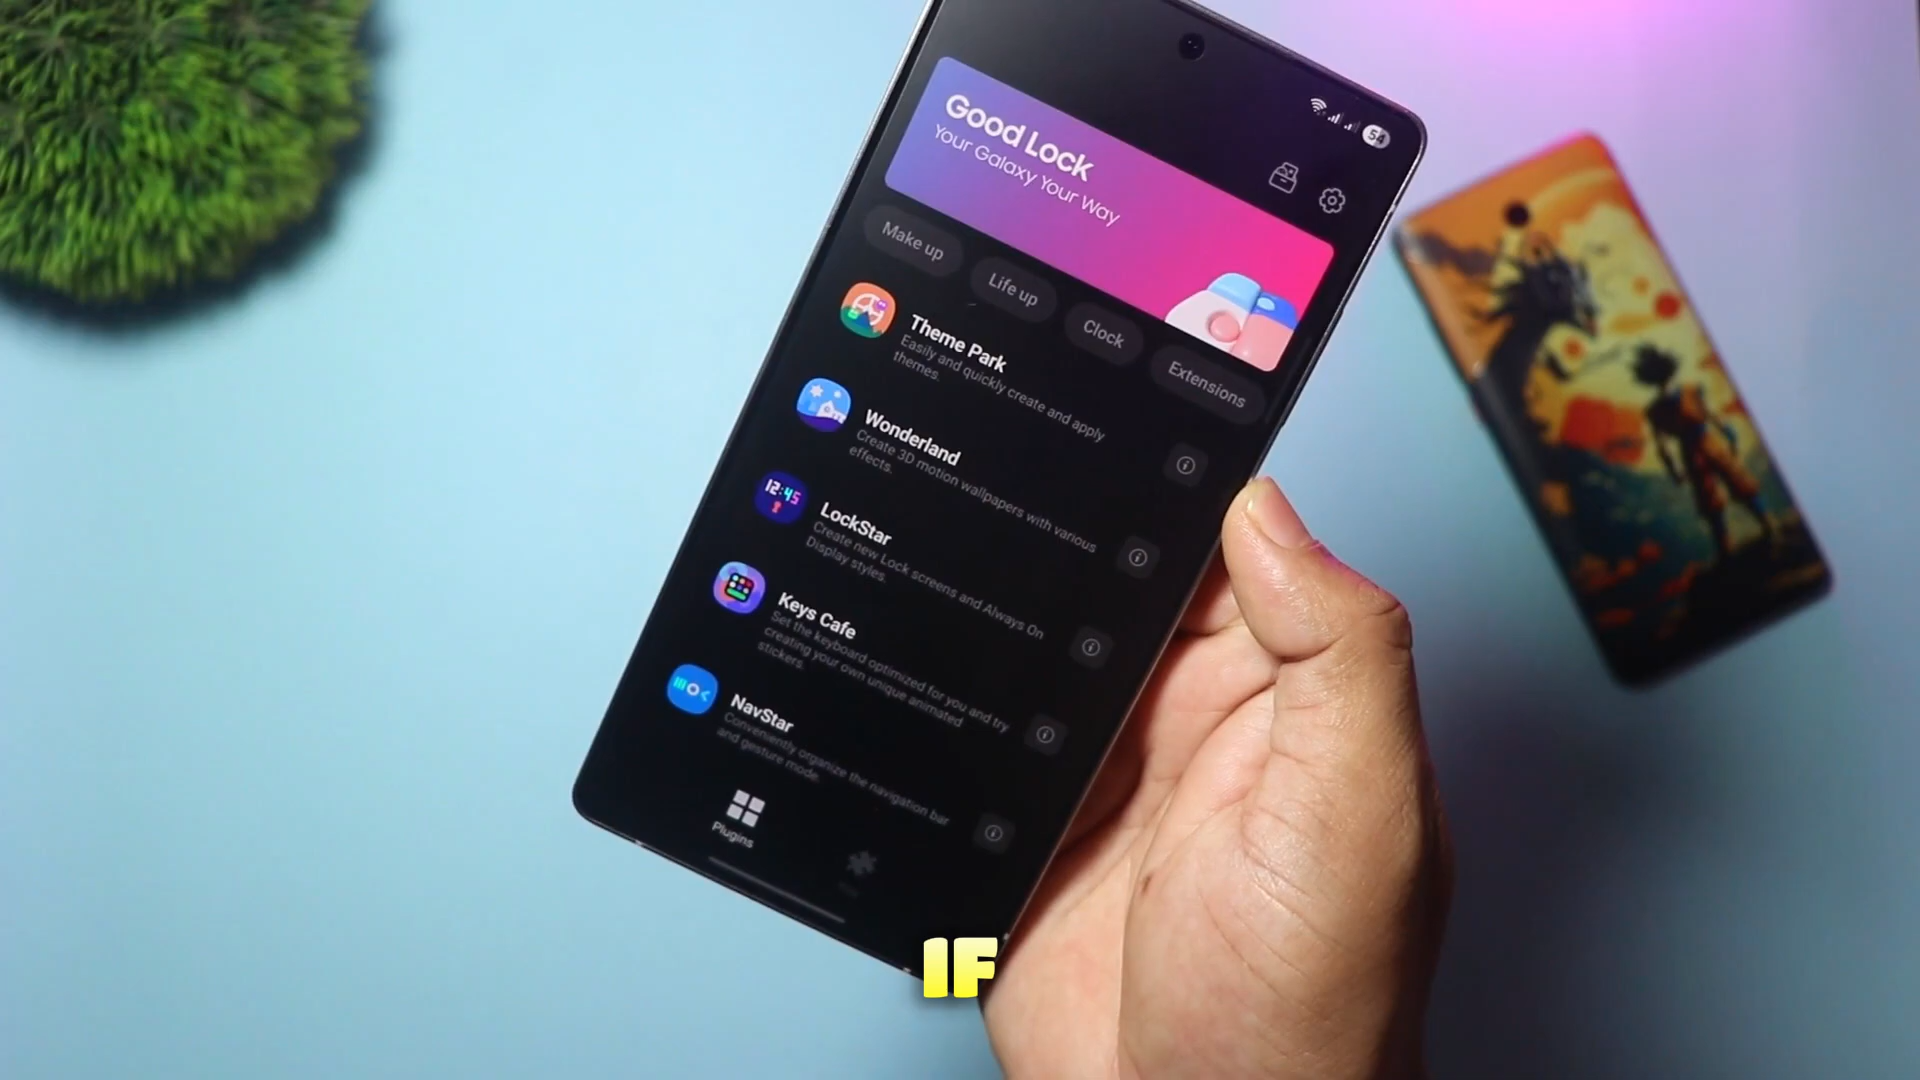 54
Good Lock
Your Galaxy Your Way
Make up
Life up
Clock
Extensions
Theme Park
Easily and quickly create and apply
themes.
Wonderland
Create 3D motion wallpapers with various
effects.
12:45
LockStar
Create new Lock screens and Always On
Display styles.
Keys Cafe
Set the keyboard optimized for you and try
creating your own unique animated
stickers.
NavStar
Conveniently organize the navigation bar
and gesture mode.
Plugins
IF